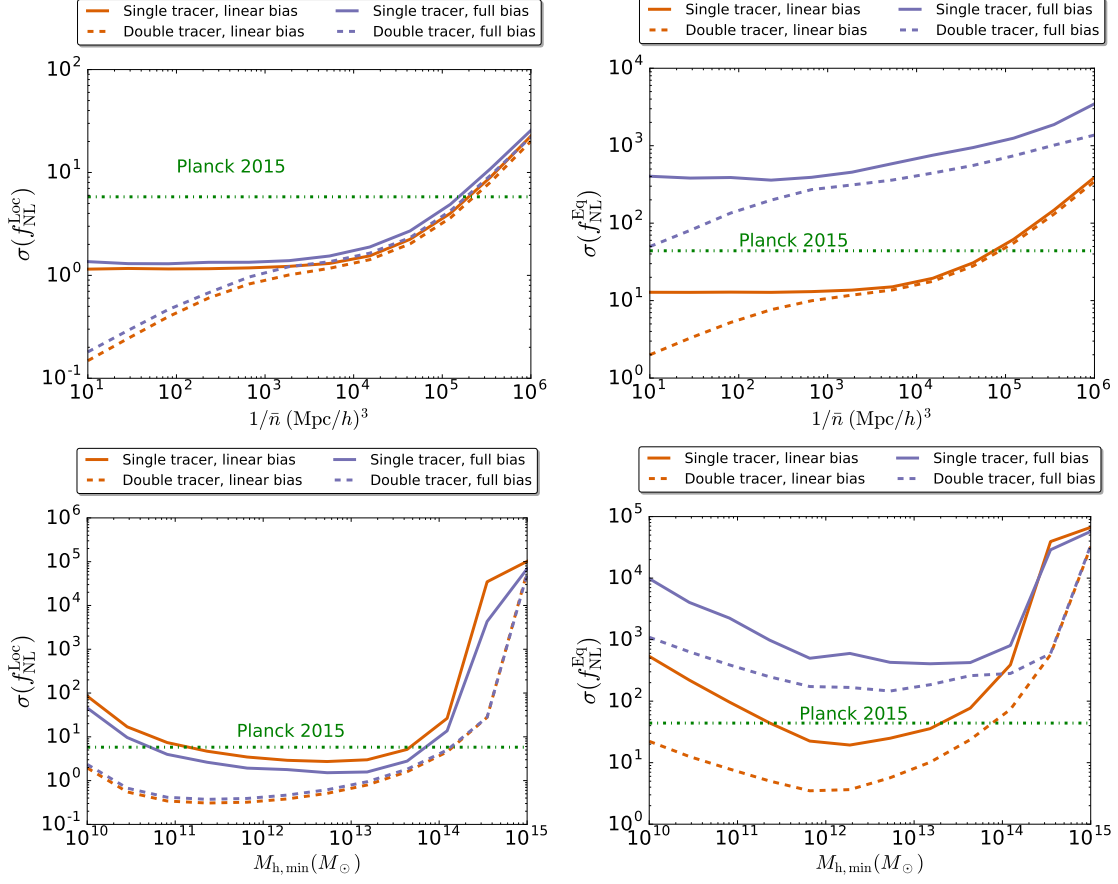 Single tracer, linear bias
Single tracer, full bias
Double tracer, linear bias
Double tracer, full bias
10^2
10^1
10^0
10^-1
σ(f_NL^Loc)
Planck 2015
10^1 10^2 10^3 10^4 10^5 10^6
1/n̄ (Mpc/h)^3
Single tracer, linear bias
Single tracer, full bias
Double tracer, linear bias
Double tracer, full bias
10^4
10^3
10^2
10^1
10^0
σ(f_NL^Eq)
Planck 2015
10^1 10^2 10^3 10^4 10^5 10^6
1/n̄ (Mpc/h)^3
Single tracer, linear bias
Single tracer, full bias
Double tracer, linear bias
Double tracer, full bias
10^6
10^5
10^4
10^3
10^2
10^1
10^0
10^-1
σ(f_NL^Loc)
Planck 2015
10^10 10^11 10^12 10^13 10^14 10^15
M_h,min(M_⊙)
Single tracer, linear bias
Single tracer, full bias
Double tracer, linear bias
Double tracer, full bias
10^5
10^4
10^3
10^2
10^1
10^0
σ(f_NL^Eq)
Planck 2015
10^10 10^11 10^12 10^13 10^14 10^15
M_h,min(M_⊙)